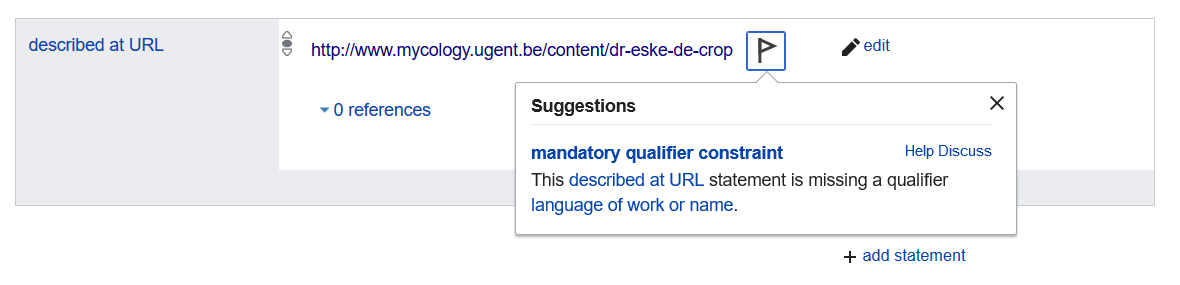 described at URL
http://www.mycology.ugent.be/content/dr-eske-de-crop
edit
0 references
Suggestions
mandatory qualifier constraint
Help Discuss
This described at URL statement is missing a qualifier
language of work or name.
+ add statement